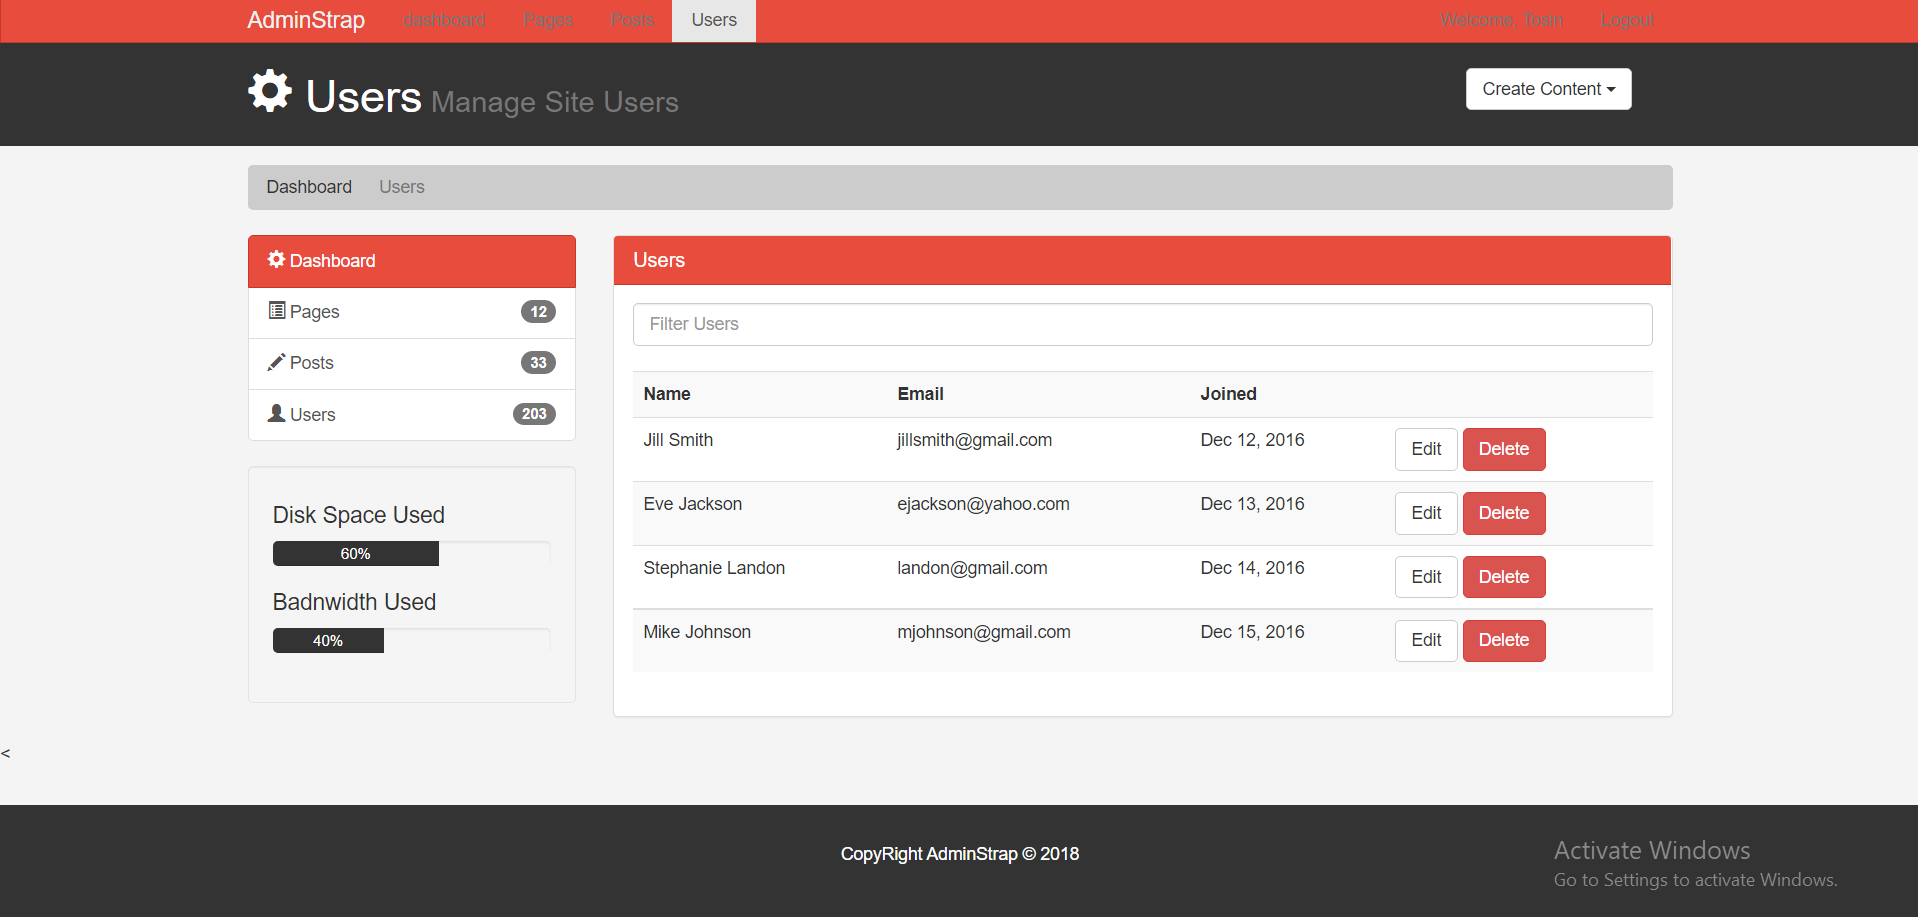 AdminStrap dashboard Pages Posts Users Welcome, Tosin Logout
Users Manage Site Users
Create Content
Dashboard Users
Dashboard
Pages 12
Posts 33
Users 203
Disk Space Used
60%
Badnwidth Used
40%
Users
Filter Users
Name Email Joined
Jill Smith jillsmith@gmail.com Dec 12, 2016 Edit Delete
Eve Jackson ejackson@yahoo.com Dec 13, 2016 Edit Delete
Stephanie Landon landon@gmail.com Dec 14, 2016 Edit Delete
Mike Johnson mjohnson@gmail.com Dec 15, 2016 Edit Delete
<
CopyRight AdminStrap © 2018
Activate Windows
Go to Settings to activate Windows.